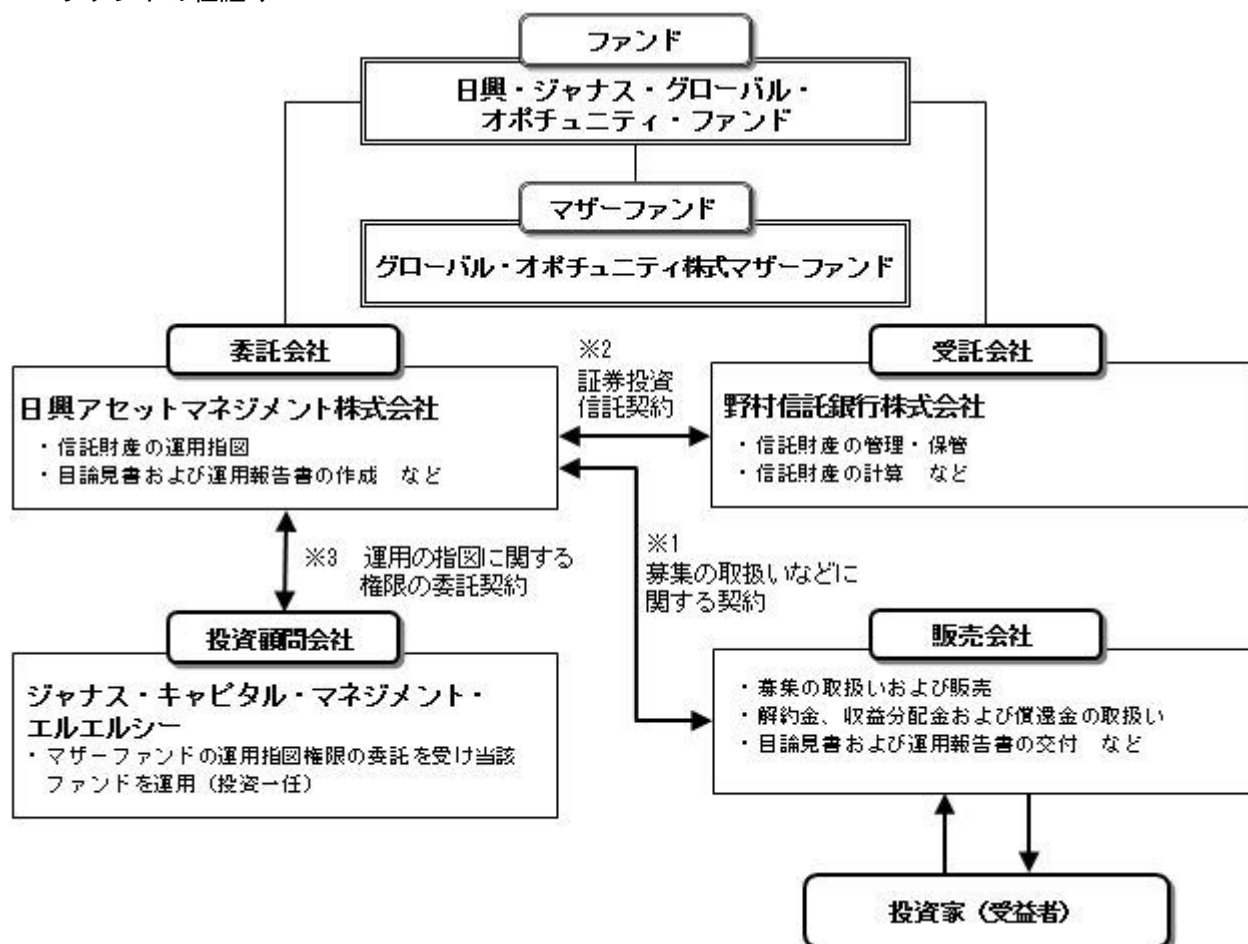 ファンド
日興・ジャナス・グローバル・
オポチュニティ・ファンド
マザーファンド
グローバル・オポチュニティ株式マザーファンド
委託会社
日興アセットマネジメント株式会社
・信託財産の運用指図
・目論見書および運用報告書の作成 など
※2
証券投資
信託契約
受託会社
野村信託銀行株式会社
・信託財産の管理・保管
・信託財産の計算 など
※3 運用の指図に関する
権限の委託契約
※1
募集の取扱いなどに
関する契約
投資顧問会社
ジャナス・キャピタル・マネジメント・
エルエルシー
・マザーファンドの運用指図権限の委託を受け当該
ファンドを運用（投資一任）
販売会社
・募集の取扱いおよび販売
・解約金、収益分配金および償還金の取扱い
・目論見書および運用報告書の交付 など
投資家（受益者）